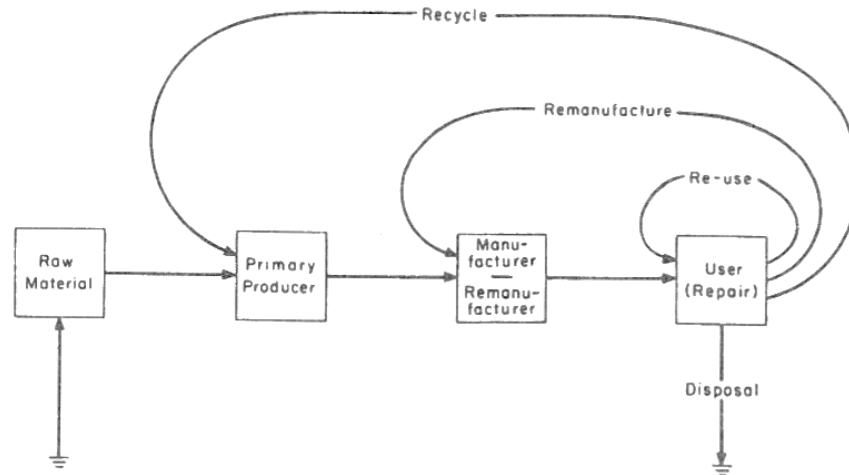 Recycle
Remanufacture
Re-use
Raw
Material
Primary
Producer
Manu-
facturer
Remanu-
facturer
User
(Repair)
Disposal